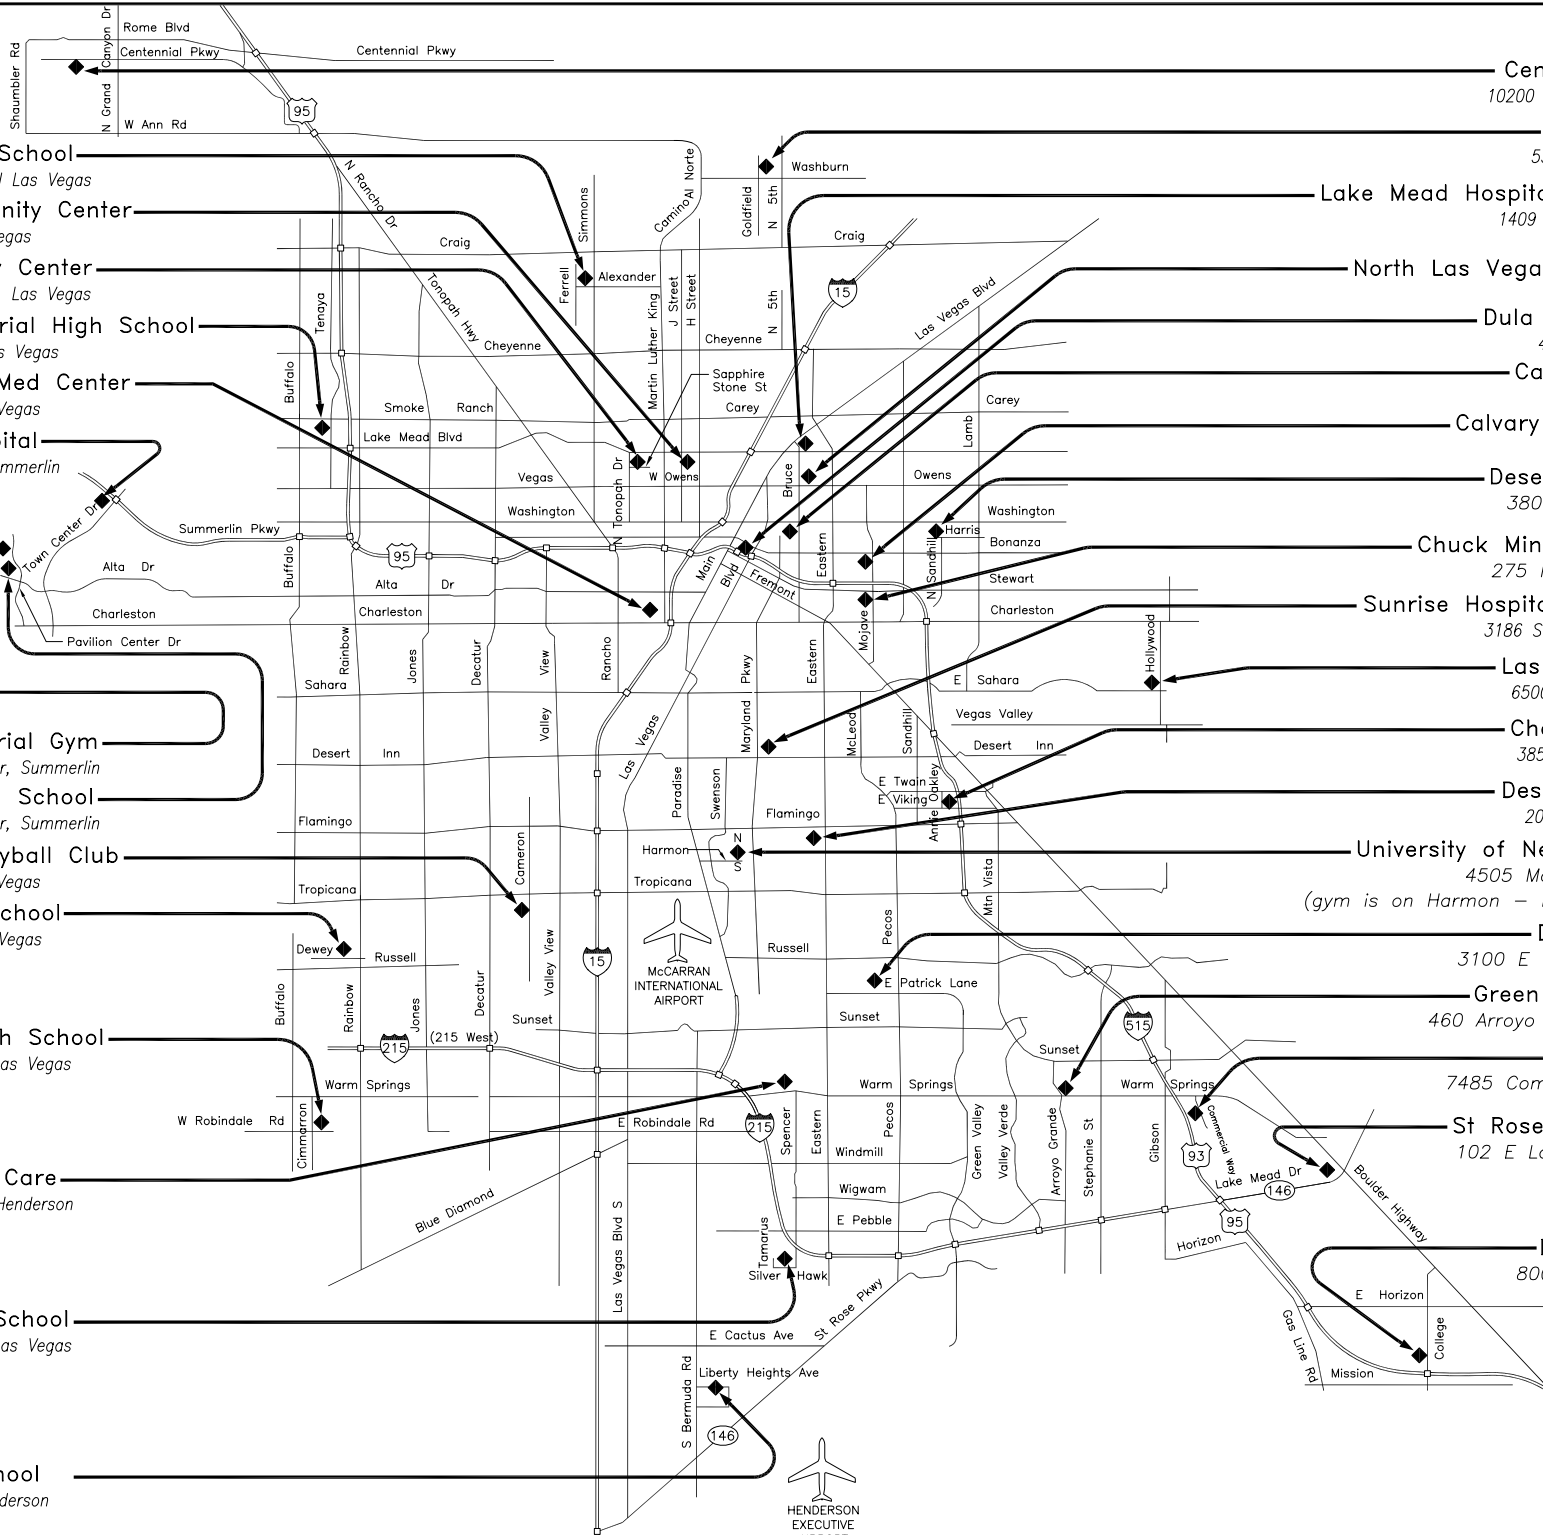 Shaumbler Rd
N Grand Canyon Dr
Rome Blvd
Centennial Pkwy
Centennial Pkwy
95
W Ann Rd
Cen
10200
School
Las Vegas
nity Center
egas
Center
Las Vegas
rial High School
s Vegas
Med Center
Vegas
ital
mmerlin
rial Gym
r, Summerlin
School
r, Summerlin
yball Club
Vegas
chool
Vegas
h School
as Vegas
Care
Henderson
School
as Vegas
ool
derson
N Rancho Dr
Tonopah Hwy
Simmons
Ferrell
Alexander
Camino Al Norte
Goldfield
N 5th
Washburn
Craig
Craig
15
Las Vegas Blvd
Tenaya
Buffalo
Cheyenne
Cheyenne
Martin Luther King
J Street
H Street
N 5th
Sapphire
Stone St
Smoke Ranch
Carey
Carey
Lake Mead Blvd
Lamb
Vegas
N Tonopah Dr
W Owens
Bruce
Owens
Washington
Washington
Summerlin Pkwy
Town Center Dr
95
Harris
Bonanza
Buffalo
Alta Dr
Alta Dr
Main
Blvd
Fremont
Eastern
N Sandhill
Stewart
Charleston
Charleston
Charleston
Pavilion Center Dr
Mojave
Hollywood
Rainbow
Jones
Decatur
View
Rancho
Pkwy
Eastern
Sahara
E Sahara
Valley
Las Vegas
Maryland
McLeod
Sandhill
Vegas Valley
Desert Inn
Desert Inn
Paradise
Swenson
E Twain
E Viking
Annie Oakley
Flamingo
Flamingo
Cameron
Harmon
N
S
Tropicana
Tropicana
Mtn Vista
Dewey
Russell
15
McCARRAN
INTERNATIONAL
AIRPORT
Russell
Pecos
E Patrick Lane
Buffalo
Rainbow
Jones
Decatur
Valley View
Sunset
Sunset
Sunset
215
(215 West)
515
Warm Springs
Warm Springs
Warm Springs
Cimmarron
W Robindale Rd
E Robindale Rd
215
Spencer
Eastern
Pecos
Green Valley
Valley Verde
Arroyo Grande
Stephanie St
Gibson
Commercial Way
93
Windmill
Wigwam
Lake Mead Dr
146
Blue Diamond
Las Vegas Blvd S
E Pebble
95
Boulder Highway
Tamarus
Silver Hawk
Horizon
St Rose Pkwy
E Horizon
E Cactus Ave
Gas Line Rd
College
Liberty Heights Ave
Mission
S Bermuda Rd
146
HENDERSON
EXECUTIVE
Lake Mead Hospit
1409
North Las Vega
Dula
Ca
Calvary
Dese
380
Chuck Min
275
Sunrise Hospit
3186 S
Las
6500
Ch
385
Des
20
University of Ne
4505 M
(gym is on Harmon –
3100 E
Green
460 Arroyo
7485 Com
St Rose
102 E L
800